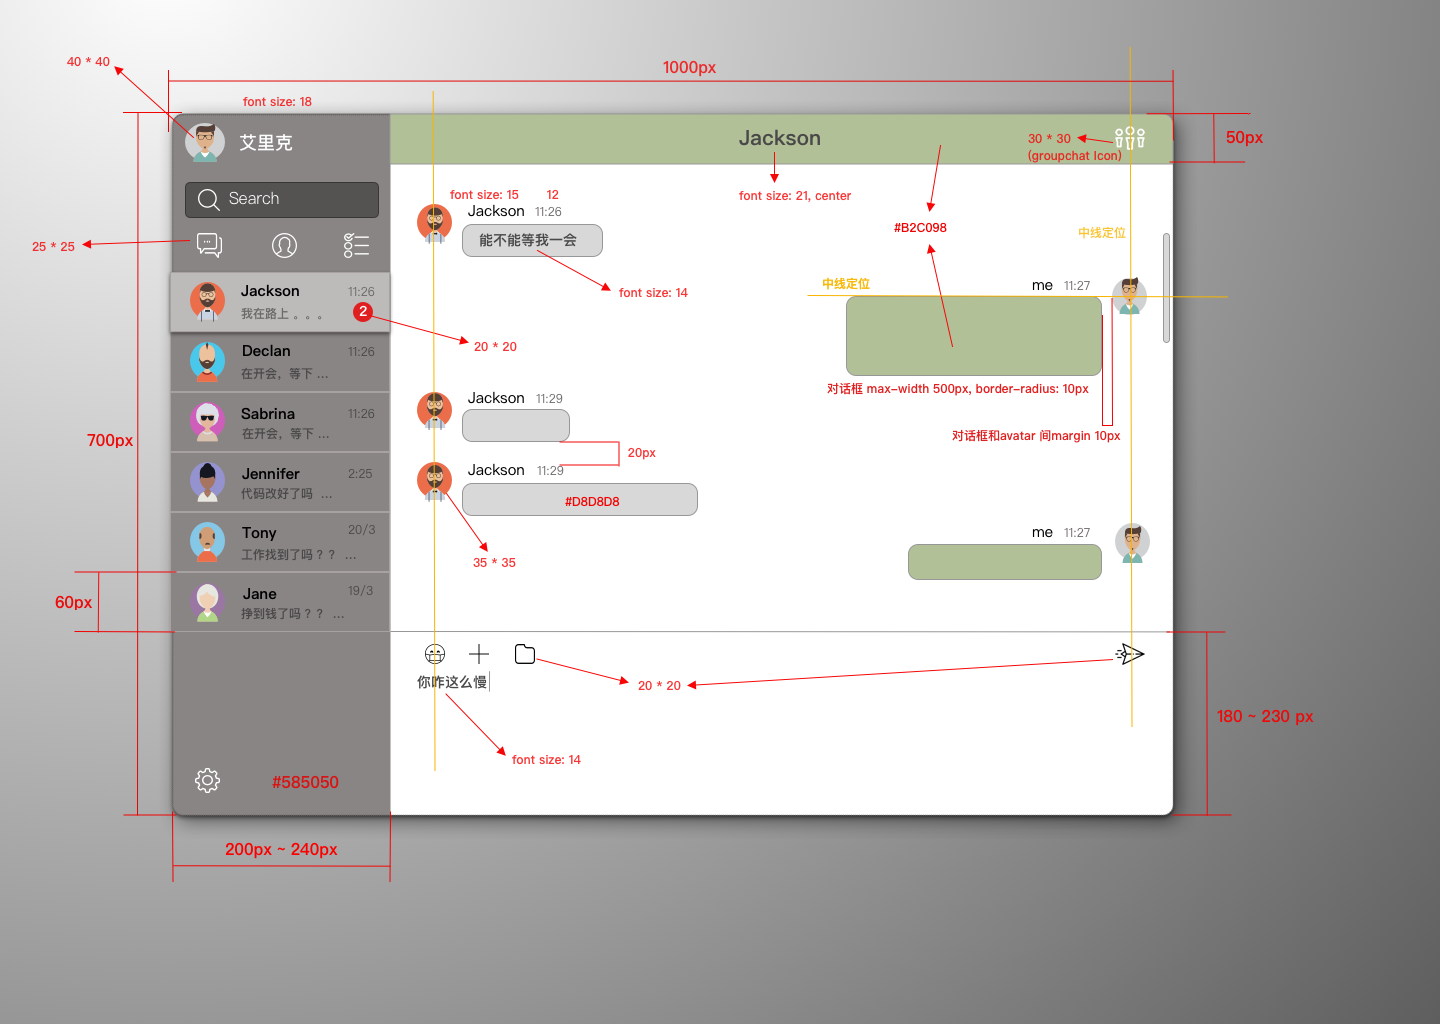 40 * 40
1000px
font size: 18
艾里克
Jackson
30 * 30
(groupchat Icon)
50px
Search
font size: 15
12
font size: 21, center
Jackson 11:26
能不能等我一会
#B2C098
中线定位
25 * 25
font size: 14
中线定位
me 11:27
Jackson 11:26
我在路上 。。。
2
20 * 20
Declan 11:26
在开会，等下 ...
对话框 max-width 500px, border-radius: 10px
Jackson 11:29
Sabrina 11:26
在开会，等下 ...
700px
对话框和avatar 间margin 10px
20px
Jackson 11:29
Jennifer 2:25
代码改好了吗 ...
#D8D8D8
Tony 20/3
工作找到了吗？？ ...
me 11:27
35 * 35
60px
Jane 19/3
挣到钱了吗？？ ...
你咋这么慢
20 * 20
180 ~ 230 px
font size: 14
#585050
200px ~ 240px